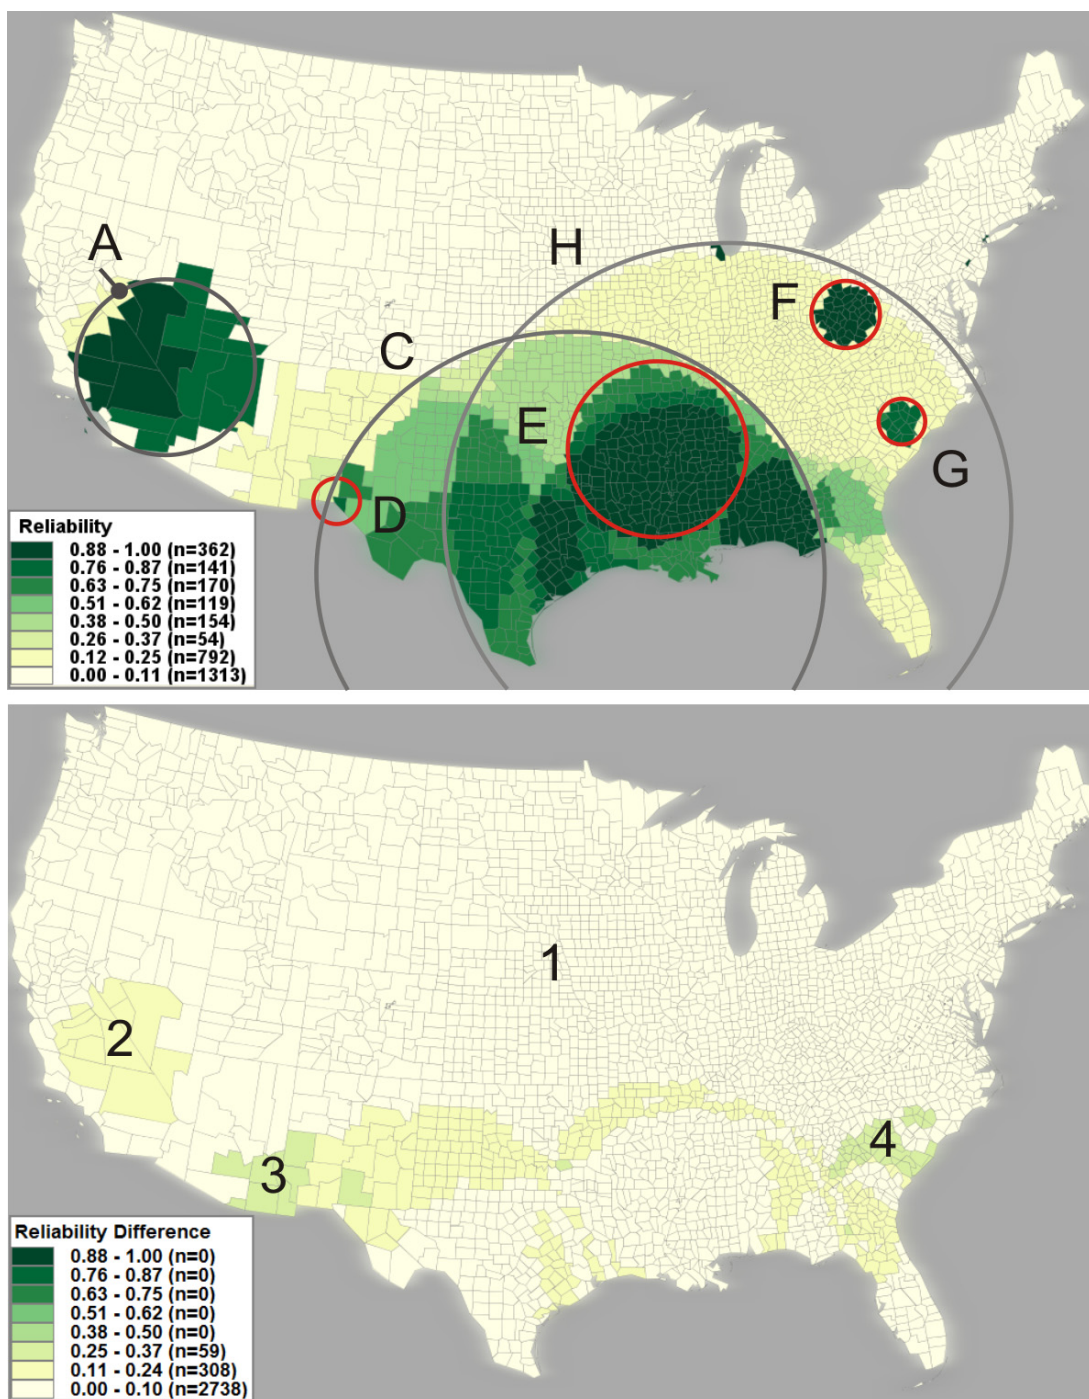 H
A
F
C
E
G
D
Reliability
0.88 - 1.00 (n=362)
0.76 - 0.87 (n=141)
0.63 - 0.75 (n=170)
0.51 - 0.62 (n=119)
0.38 - 0.50 (n=154)
0.26 - 0.37 (n=54)
0.12 - 0.25 (n=792)
0.00 - 0.11 (n=1313)
1
2
4
3
Reliability Difference
0.88 - 1.00 (n=0)
0.76 - 0.87 (n=0)
0.63 - 0.75 (n=0)
0.51 - 0.62 (n=0)
0.38 - 0.50 (n=0)
0.25 - 0.37 (n=59)
0.11 - 0.24 (n=308)
0.00 - 0.10 (n=2738)